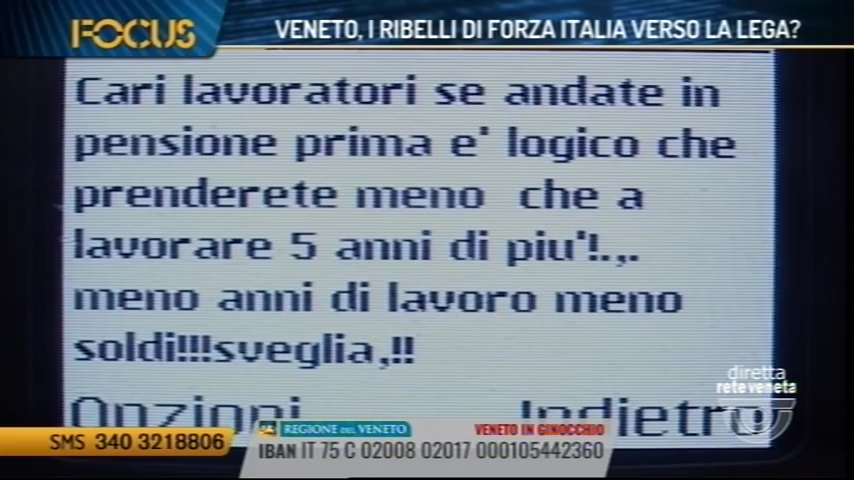 FOCUS
VENETO, I RIBELLI DI FORZA ITALIA VERSO LA LEGA?
Cari lavoratori se andate in
pensione prima e' logico che
prenderete meno che a
lavorare 5 anni di piu'!.,.
meno anni di lavoro meno
soldi!!!sveglia,!!
Opzioni Indietro
diretta
reteveneta
SMS 340 3218806
REGIONE DEL VENETO VENETO IN GINOCCHIO
IBAN IT 75 C 02008 02017 000105442360